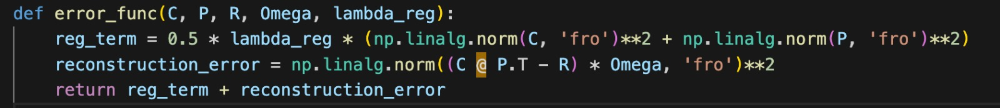 def error_func(C, P, R, Omega, lambda_reg):
    reg_term = 0.5 * lambda_reg * (np.linalg.norm(C, 'fro')**2 + np.linalg.norm(P, 'fro')**2)
    reconstruction_error = np.linalg.norm((C @ P.T - R) * Omega, 'fro')**2
    return reg_term + reconstruction_error